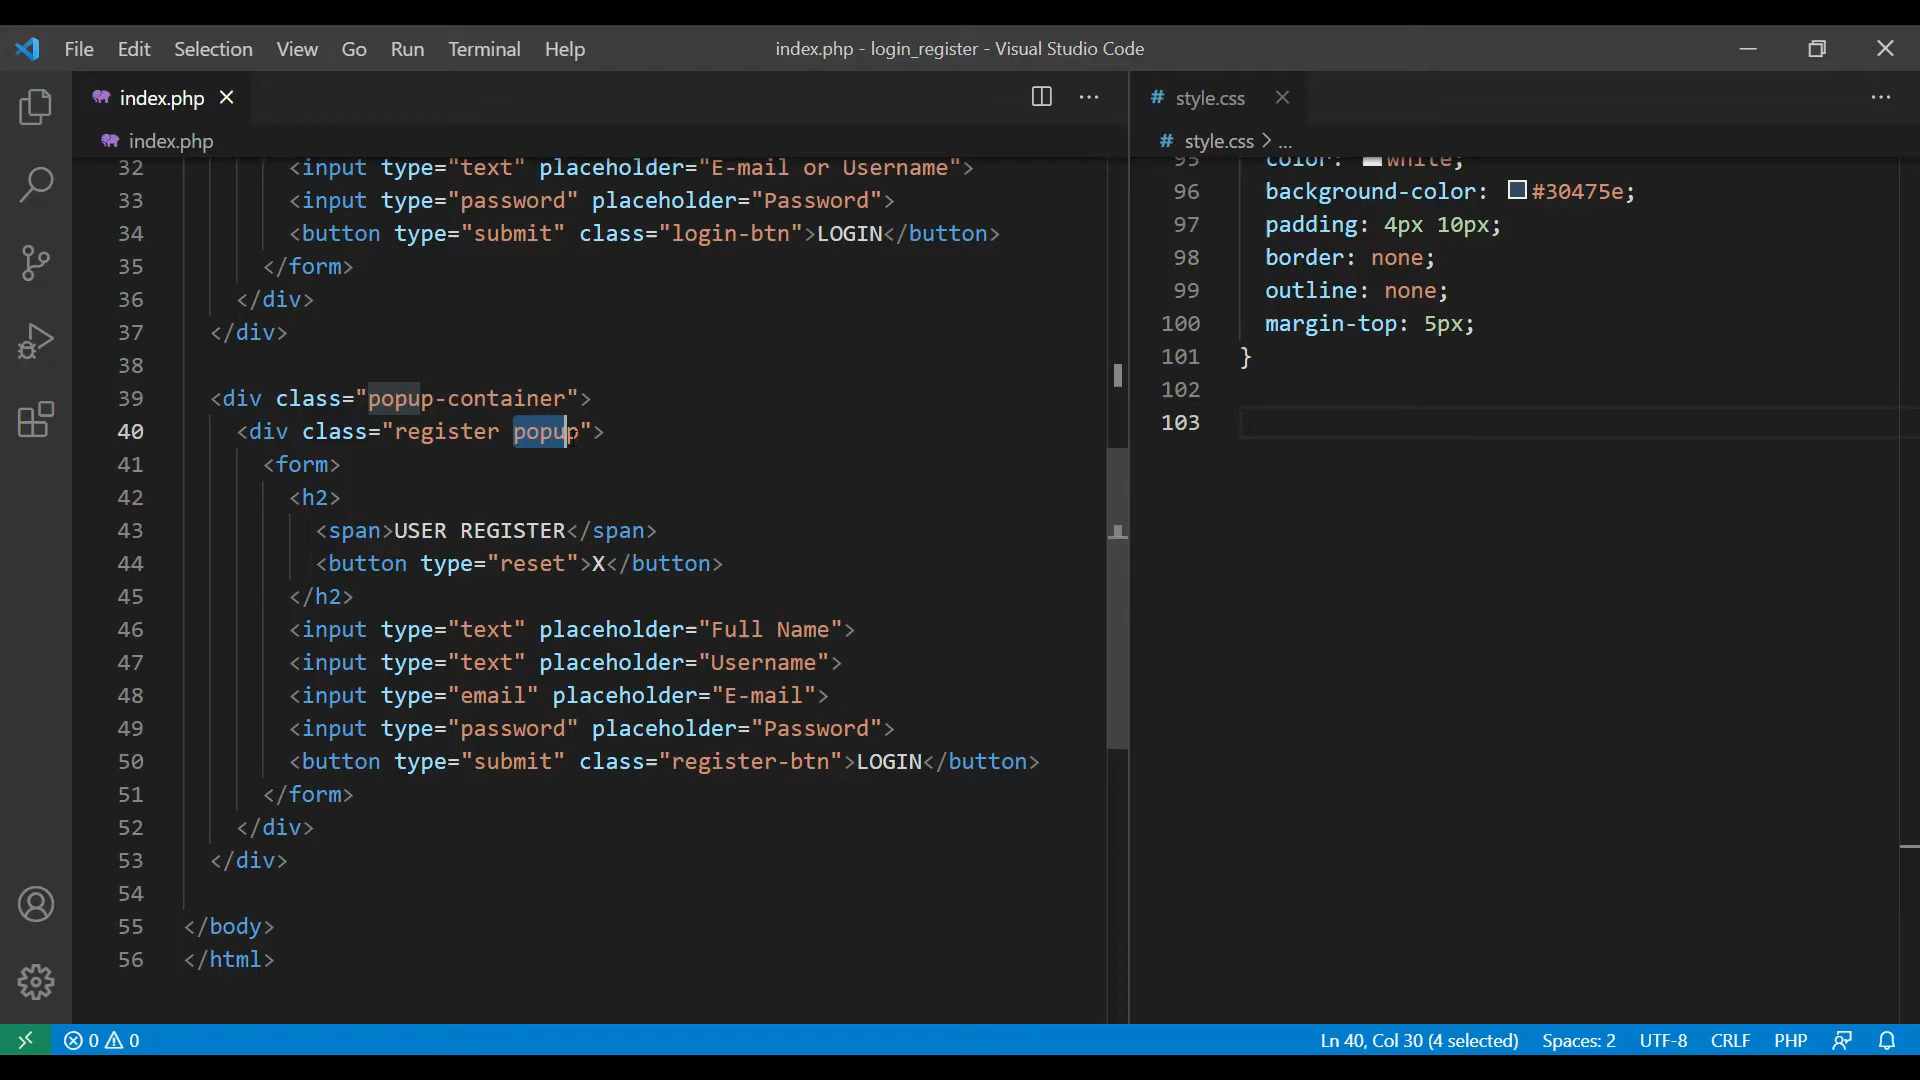 File Edit Selection View Go Run Terminal Help
index.php - login_register - Visual Studio Code
index.php
index.php
32 <input type="text" placeholder="E-mail or Username">
33 <input type="password" placeholder="Password">
34 <button type="submit" class="login-btn">LOGIN</button>
35 </form>
36 </div>
37 </div>
38
39 <div class="popup-container">
40 <div class="register popup">
41 <form>
42 <h2>
43 <span>USER REGISTER</span>
44 <button type="reset">X</button>
45 </h2>
46 <input type="text" placeholder="Full Name">
47 <input type="text" placeholder="Username">
48 <input type="email" placeholder="E-mail">
49 <input type="password" placeholder="Password">
50 <button type="submit" class="register-btn">LOGIN</button>
51 </form>
52 </div>
53 </div>
54
55 </body>
56 </html>
# style.css
# style.css > ...
95 color: white;
96 background-color: #30475e;
97 padding: 4px 10px;
98 border: none;
99 outline: none;
100 margin-top: 5px;
101 }
102
103
0 0
Ln 40, Col 30 (4 selected) Spaces: 2 UTF-8 CRLF PHP